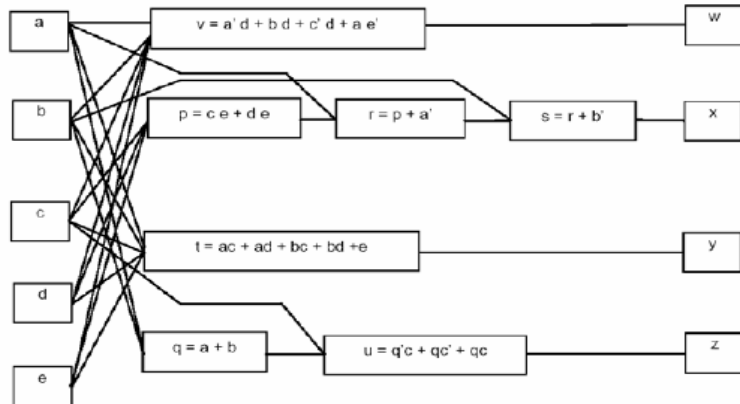 a
v = a' d + b d + c' d + a e'
w
b
p = c e + d e
r = p + a'
s = r + b'
x
c
t = ac + ad + bc + bd +e
y
d
q = a + b
u = q'c + qc' + qc
z
e